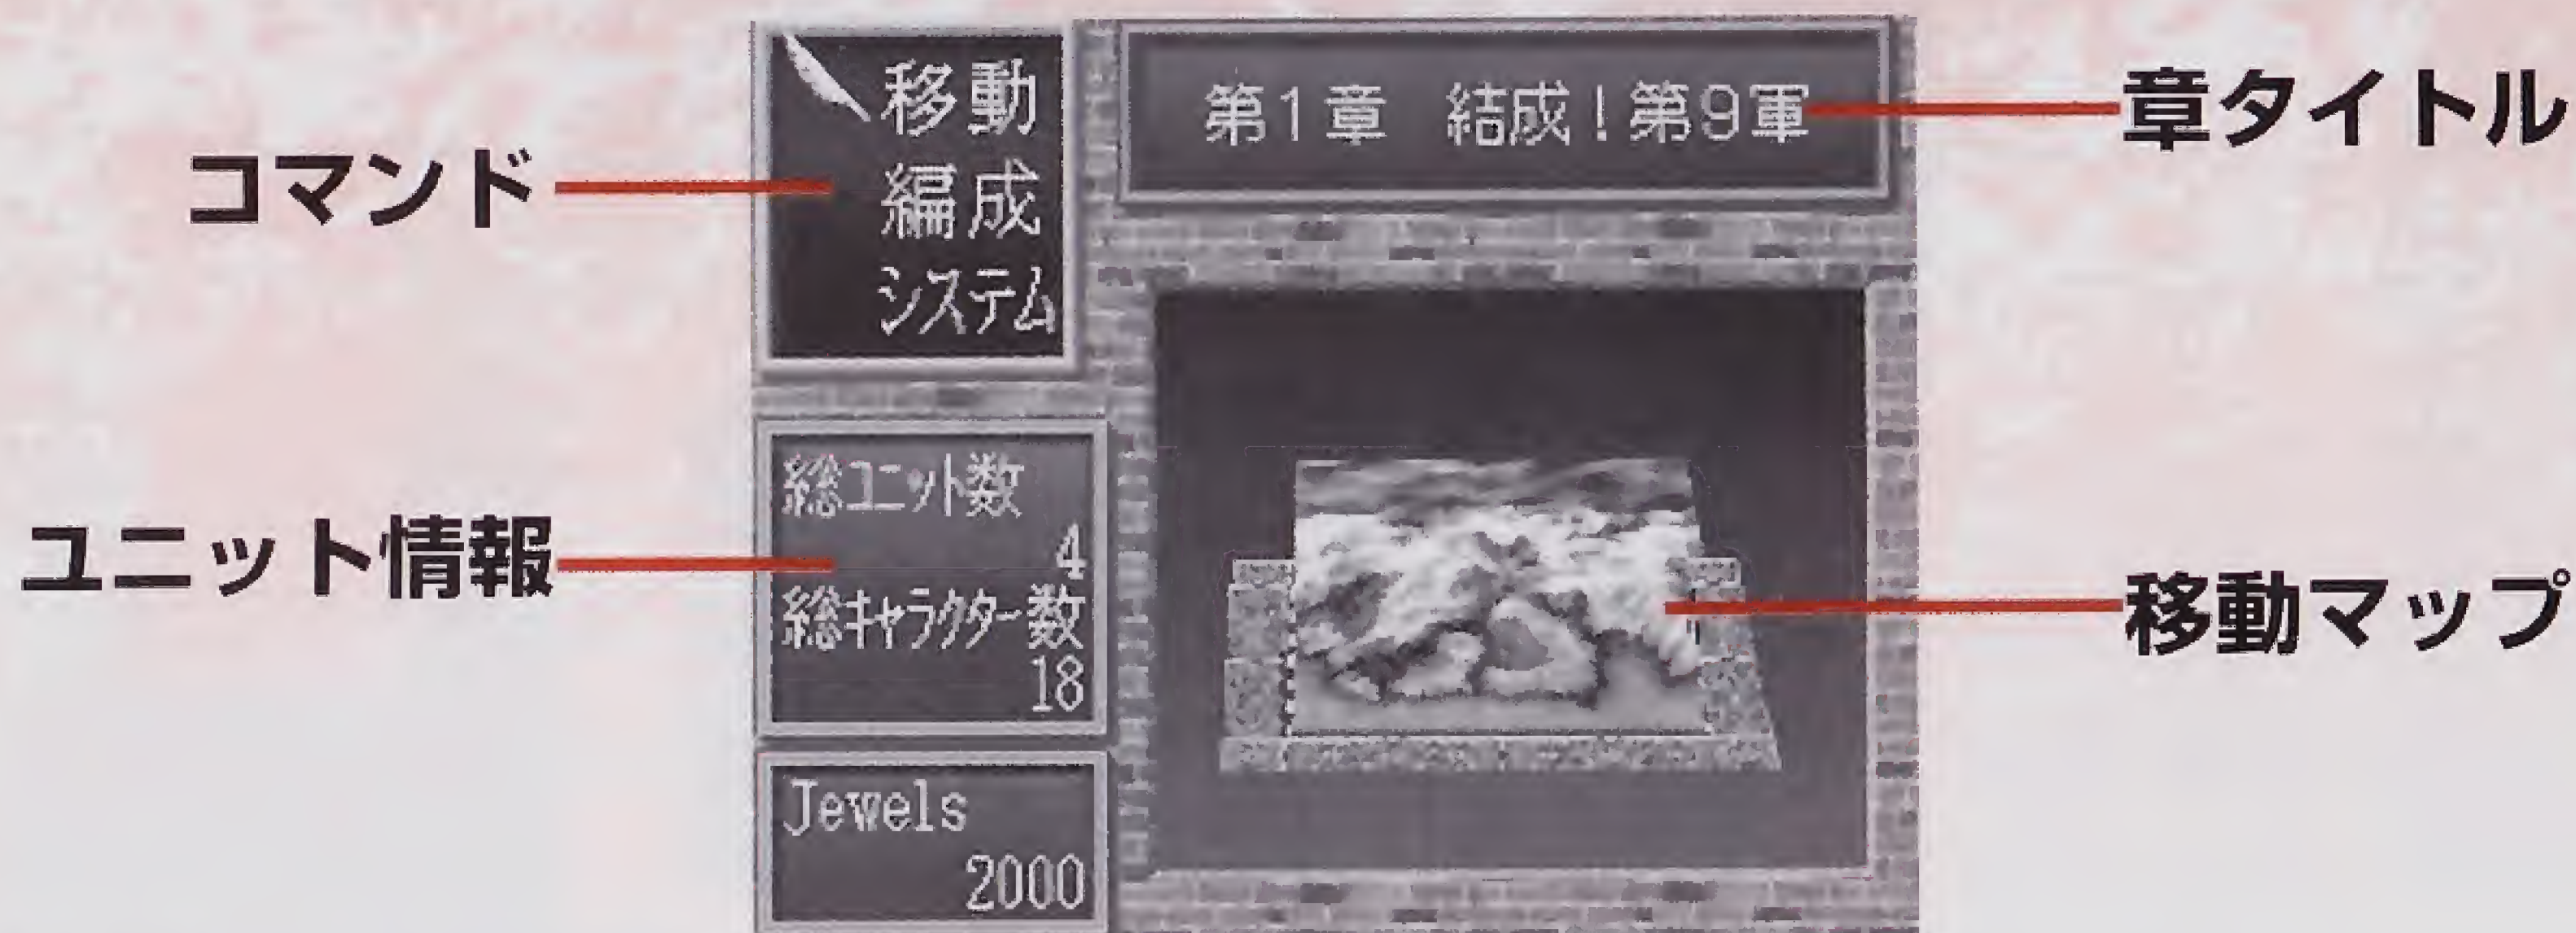 コマンド
ユニット情報
移動
編成
システム
第1章 結成!第9軍
総ユニット数
4
総キャラクター数
18
Jewels
2000
章タイトル
移動マップ